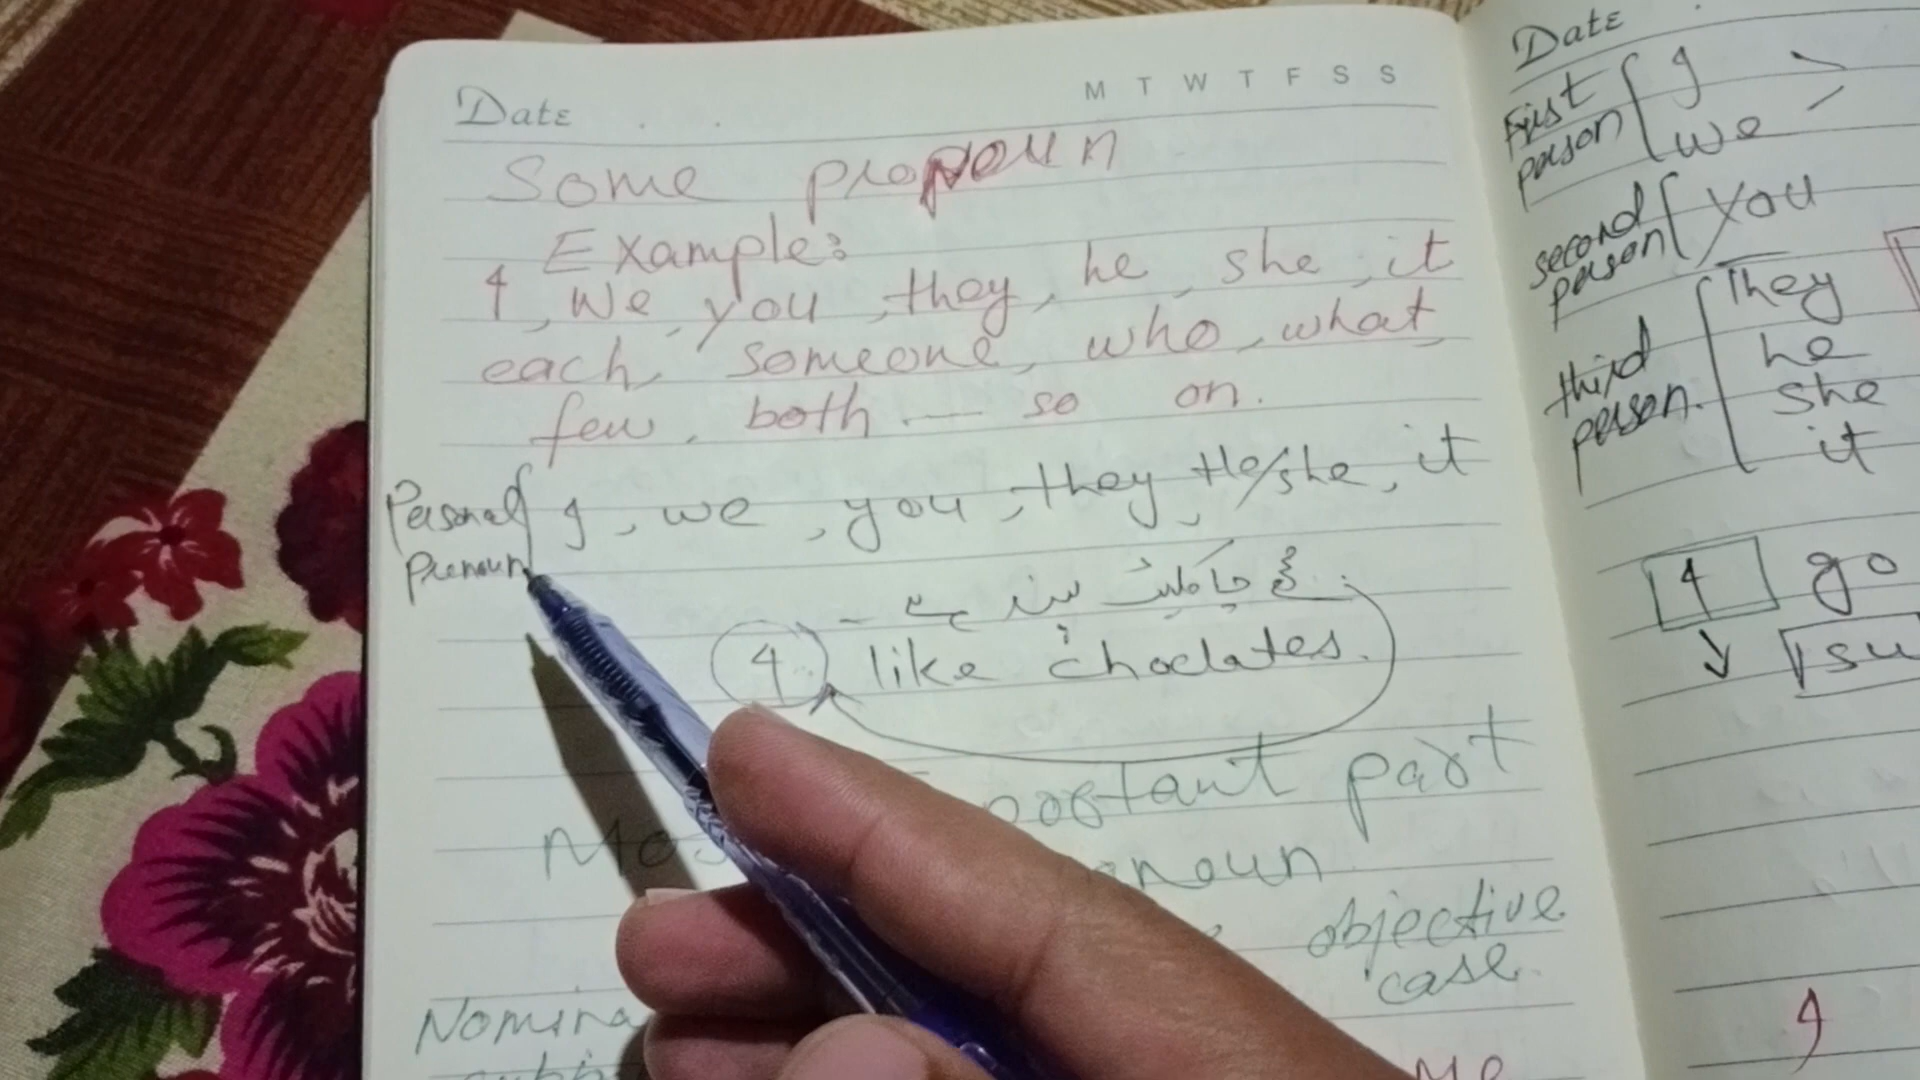 Date
M T W T F S S
Some pronoun
Example:
I, We, you, they, he, she, it
each, someone, who, what,
few, both — so on.
Personal Pronoun { I, we, you, they, He/she, it
مجھے چاکلیٹ پسند ہے۔
I like choclates.
part
noun
objective
case
Me
Date
First person { I
we
second person { you
third person. { They
he
she
it
I go
I